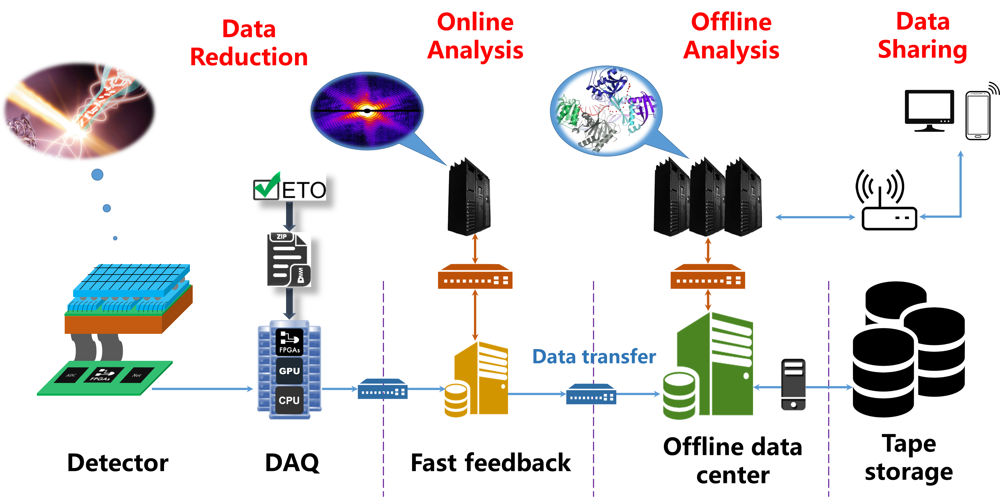 Data
Reduction
Online
Analysis
Offline
Analysis
Data
Sharing
ETO
ZIP
FPGAs
GPU
CPU
ADC
FPGAs
Net
Data transfer
Detector
DAQ
Fast feedback
Offline data
center
Tape
storage